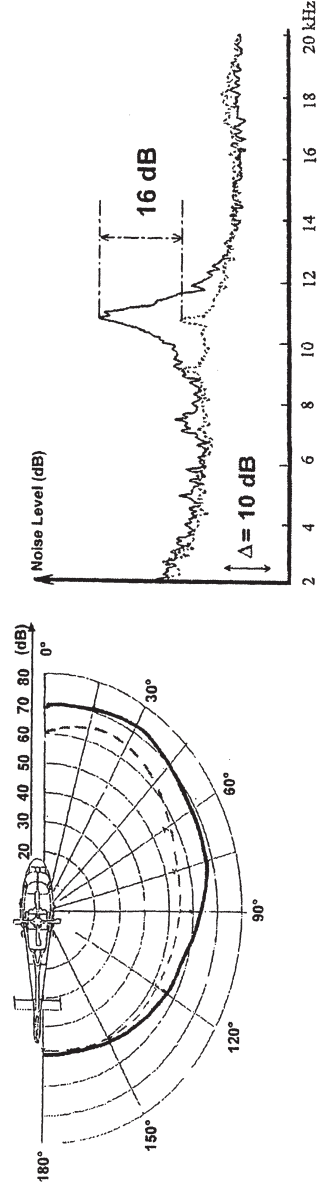 180°
20 30 40 50 60 70 80 (dB)
0°
30°
60°
90°
120°
150°
Noise Level (dB)
16 dB
Δ = 10 dB
2 4 6 8 10 12 14 16 18 20 kHz